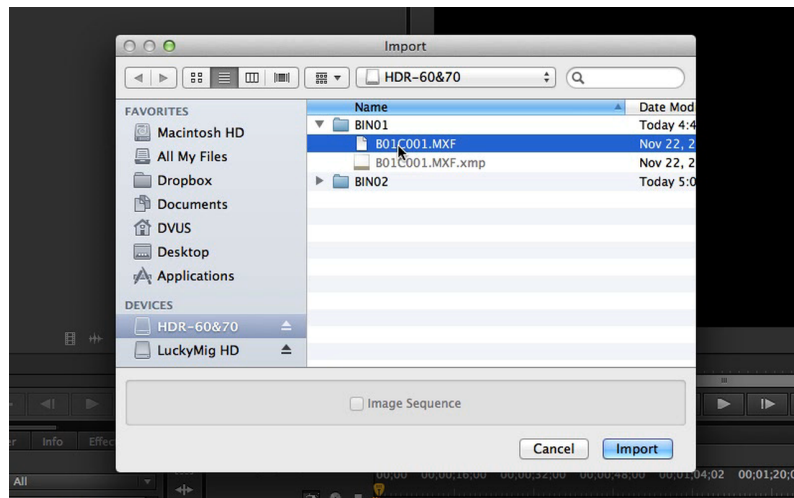 Import
HDR-60&70
FAVORITES
Macintosh HD
All My Files
Dropbox
Documents
DVUS
Desktop
Applications
DEVICES
HDR-60&70
LuckyMig HD
Name Date Mod
BIN01 Today 4:4
B01C001.MXF Nov 22, 2
B01C001.MXF.xmp Nov 22, 2
BIN02 Today 5:0
Image Sequence
Cancel Import
Info Effec
All
00;00 00;00;16;00 00;00;32;00 00;00;48;00 00;01;04;02 00;01;20;0